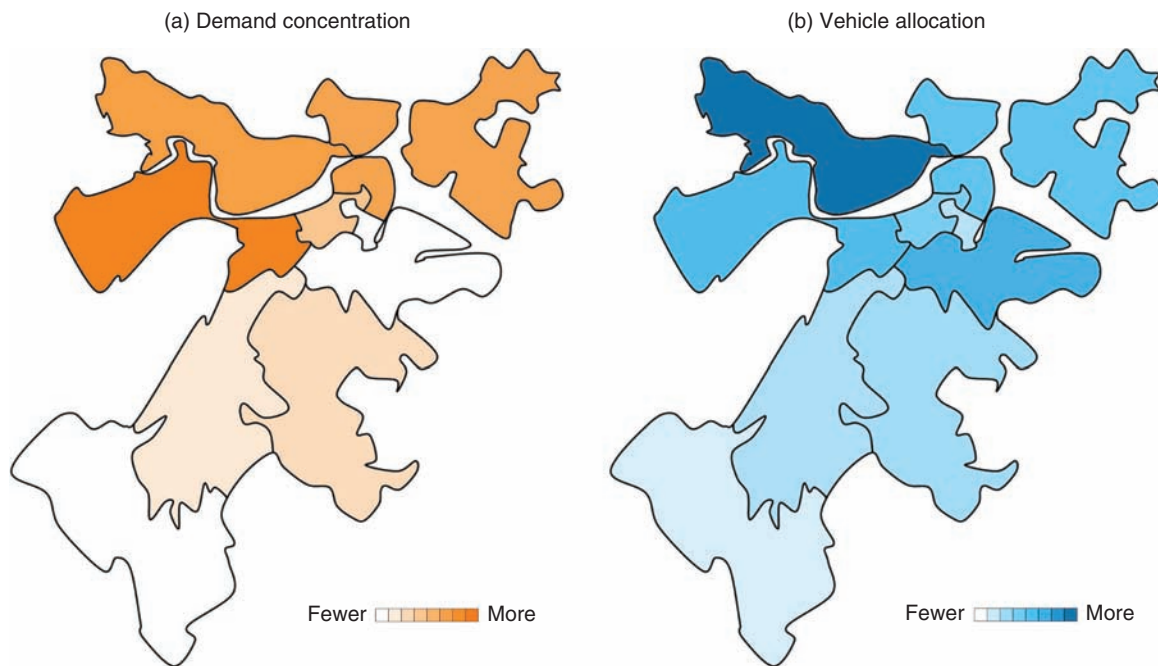 (a) Demand concentration
(b) Vehicle allocation
Fewer More
Fewer More